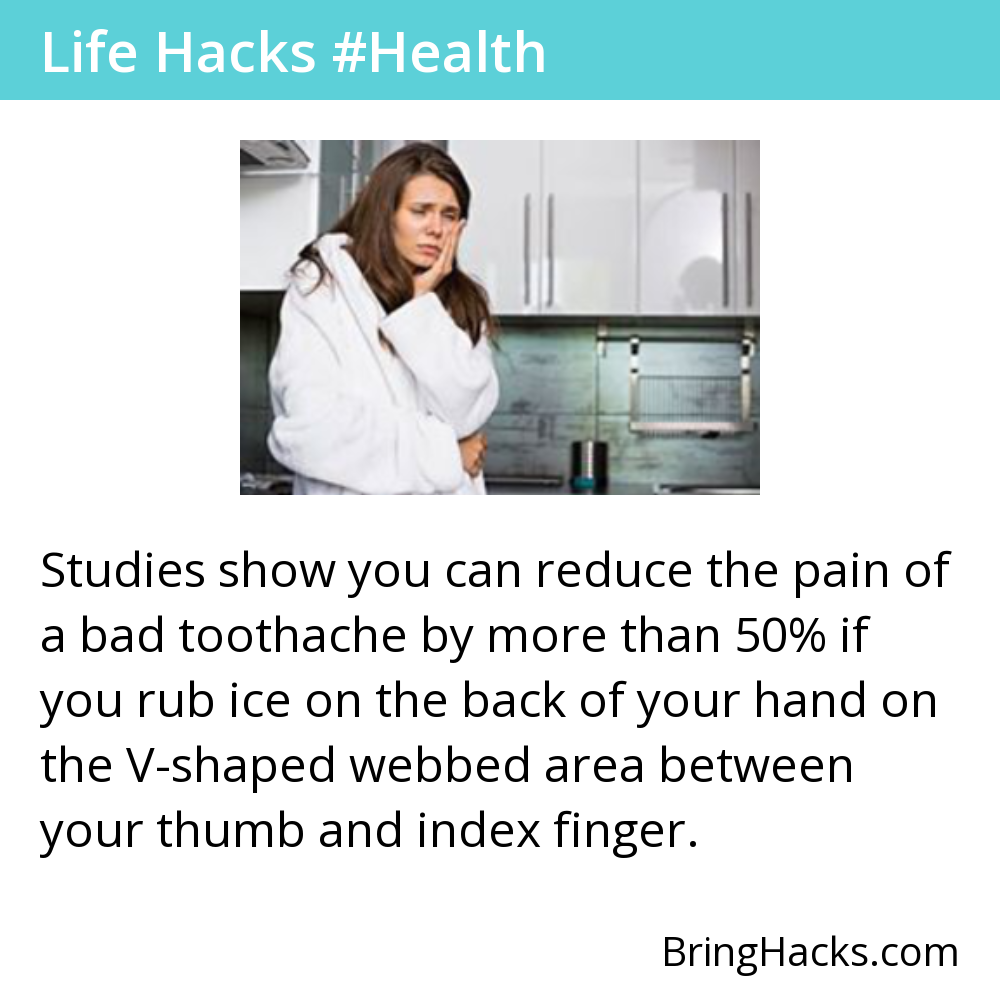 Life Hacks #Health
Studies show you can reduce the pain of
a bad toothache by more than 50% if
you rub ice on the back of your hand on
the V-shaped webbed area between
your thumb and index finger.
BringHacks.com